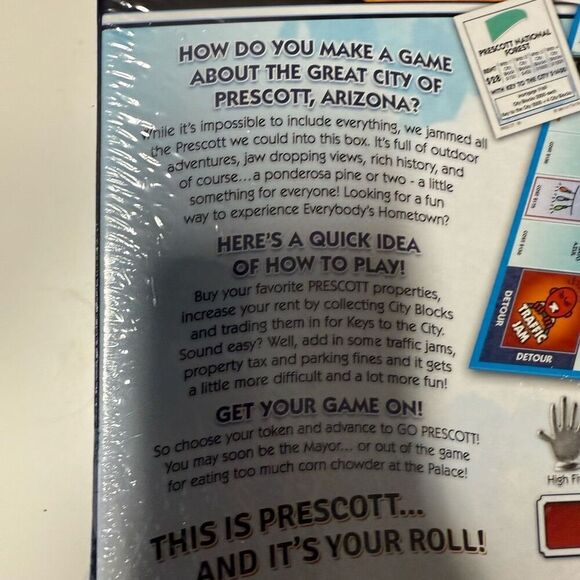 HOW DO YOU MAKE A GAME
ABOUT THE GREAT CITY OF
PRESCOTT, ARIZONA?
While it's impossible to include everything, we jammed all
the Prescott we could into this box. It's full of outdoor
adventures, jaw dropping views, rich history, and
of course...a ponderosa pine or two - a little
something for everyone! Looking for a fun
way to experience Everybody's Hometown?
HERE'S A QUICK IDEA
OF HOW TO PLAY!
Buy your favorite PRESCOTT properties,
increase your rent by collecting City Blocks
and trading them in for Keys to the City.
Sound easy? Well, add in some traffic jams,
property tax and parking fines and it gets
a little more difficult and a lot more fun!
GET YOUR GAME ON!
So choose your token and advance to GO PRESCOTT!
You may soon be the Mayor... or out of the game
for eating too much corn chowder at the Palace!
THIS IS PRESCOTT...
AND IT'S YOUR ROLL!
PRESCOTT NATIONAL
FOREST
RENT
$28
WITH KEY TO THE CITY
DETOUR
TRAFFIC
JAM
DETOUR
High